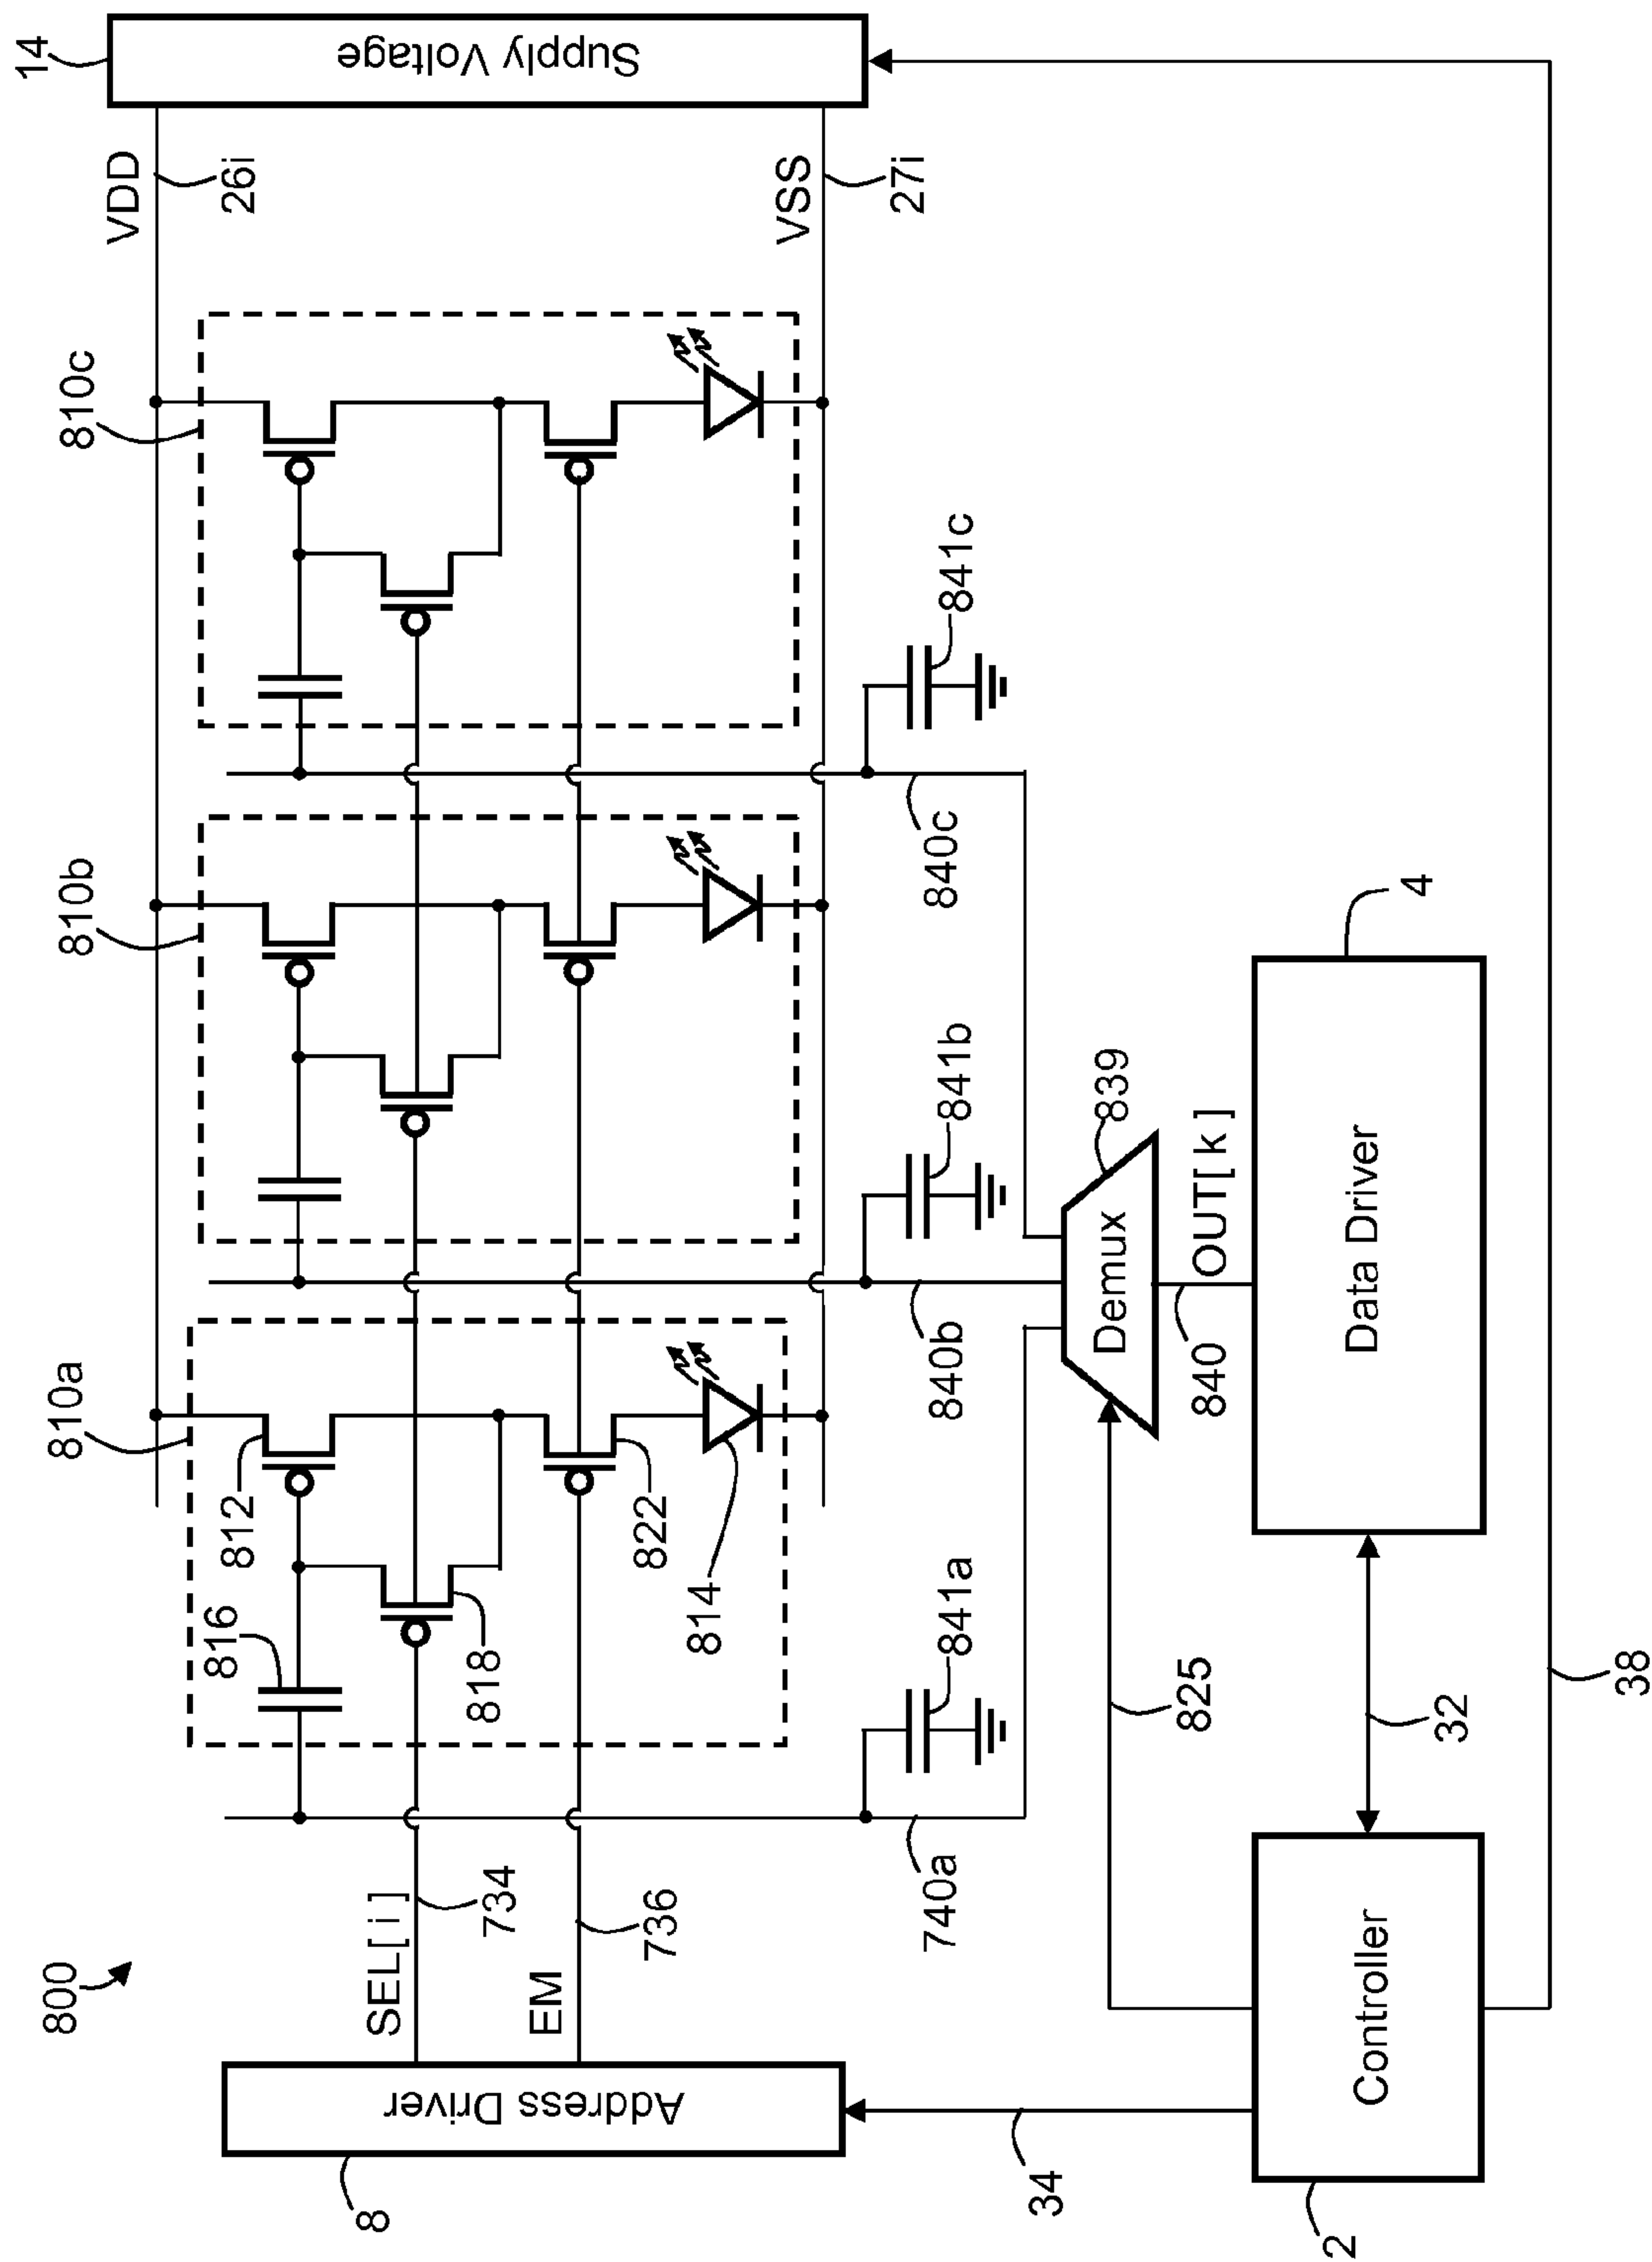 800
810a
810b
810c
14
VDD
26i
Supply Voltage
812
816
818
822
814
SEL[ i ]
734
EM
736
Address Driver
8
VSS
27i
740a
841a
840b
841b
840c
841c
34
825
Demux
839
840
OUT[ k ]
2
Controller
32
Data Driver
4
38